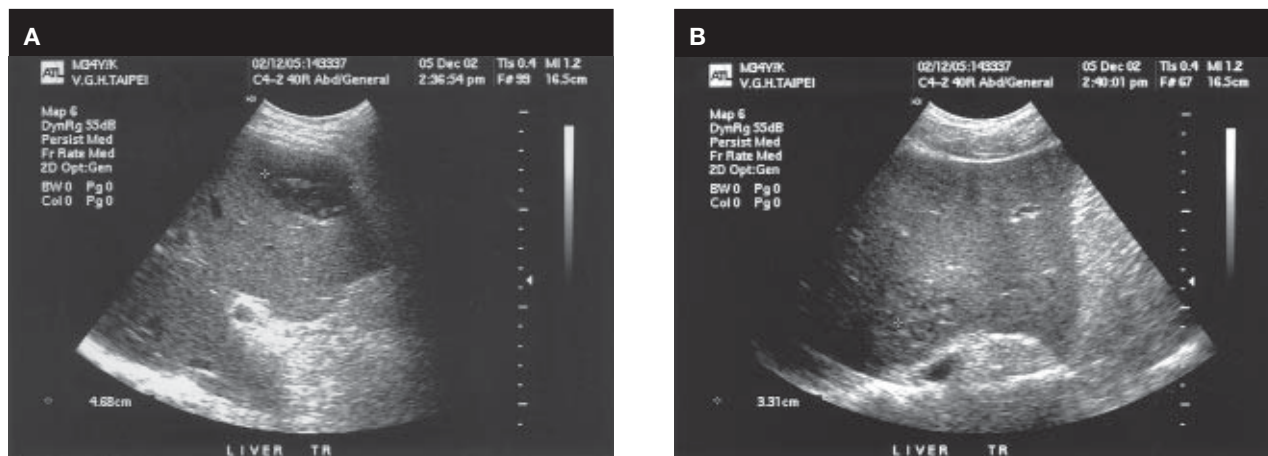 A
ATL
M34Y/K
V.G.H.TAIPEI
02/12/05:143337
C4-2 40R Abd/General
05 Dec 02
2:36:54 pm
TIs 0.4 MI 1.2
F# 99 16.5cm
Map 6
DynRg 55dB
Persist Med
Fr Rate Med
2D Opt:Gen
BW 0 Pg 0
Col 0 Pg 0
4.68cm
LIVER TR
B
ATL
M34Y/K
V.G.H.TAIPEI
02/12/05:143337
C4-2 40R Abd/General
05 Dec 02
2:40:01 pm
TIs 0.4 MI 1.2
F# 67 16.5cm
Map 6
DynRg 55dB
Persist Med
Fr Rate Med
2D Opt:Gen
BW 0 Pg 0
Col 0 Pg 0
3.31cm
LIVER TR